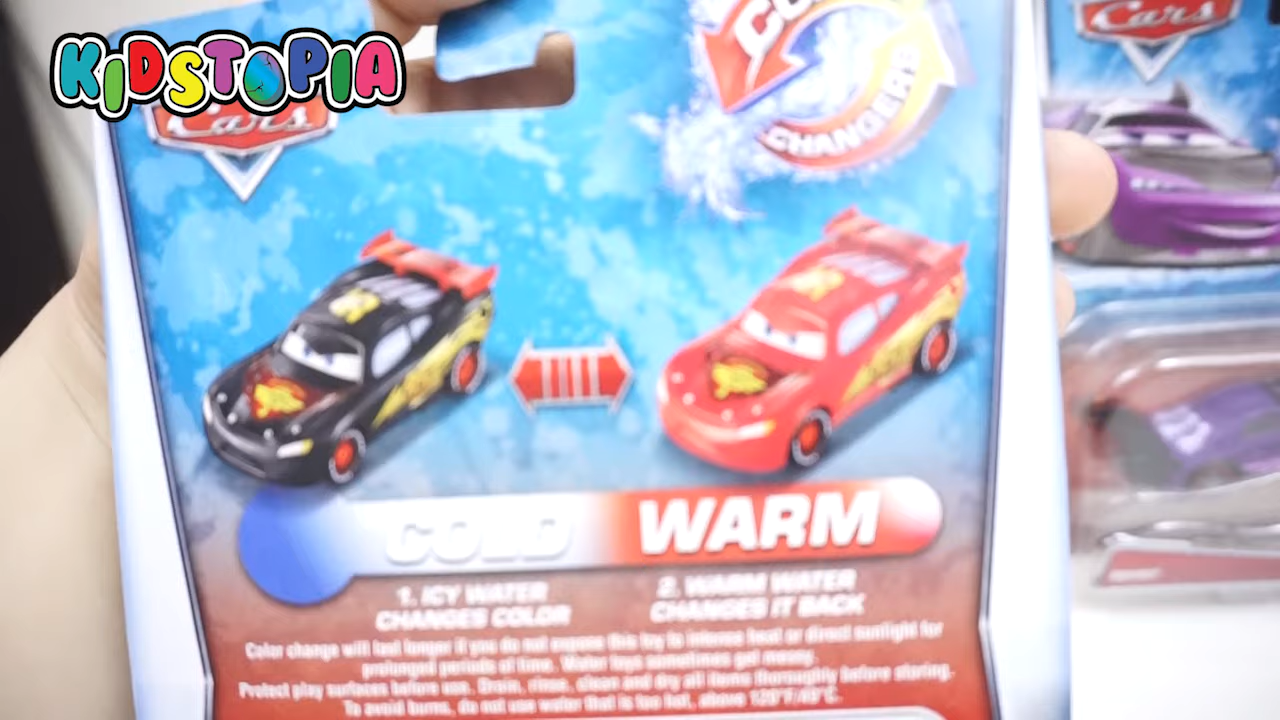 KIDSTOPIA
Cars
COLOR
CHANGERS
Cars
COLD
WARM
1. ICY WATER
CHANGES COLOR
2. WARM WATER
CHANGES IT BACK
Color change will last longer if you do not expose this toy to intense heat or direct sunlight for
prolonged periods of time. Water toys sometimes get messy.
Protect play surfaces before use. Drain, rinse, clean and dry all items thoroughly before storing.
To avoid burns, do not use water that is too hot, above 120°F/49°C.